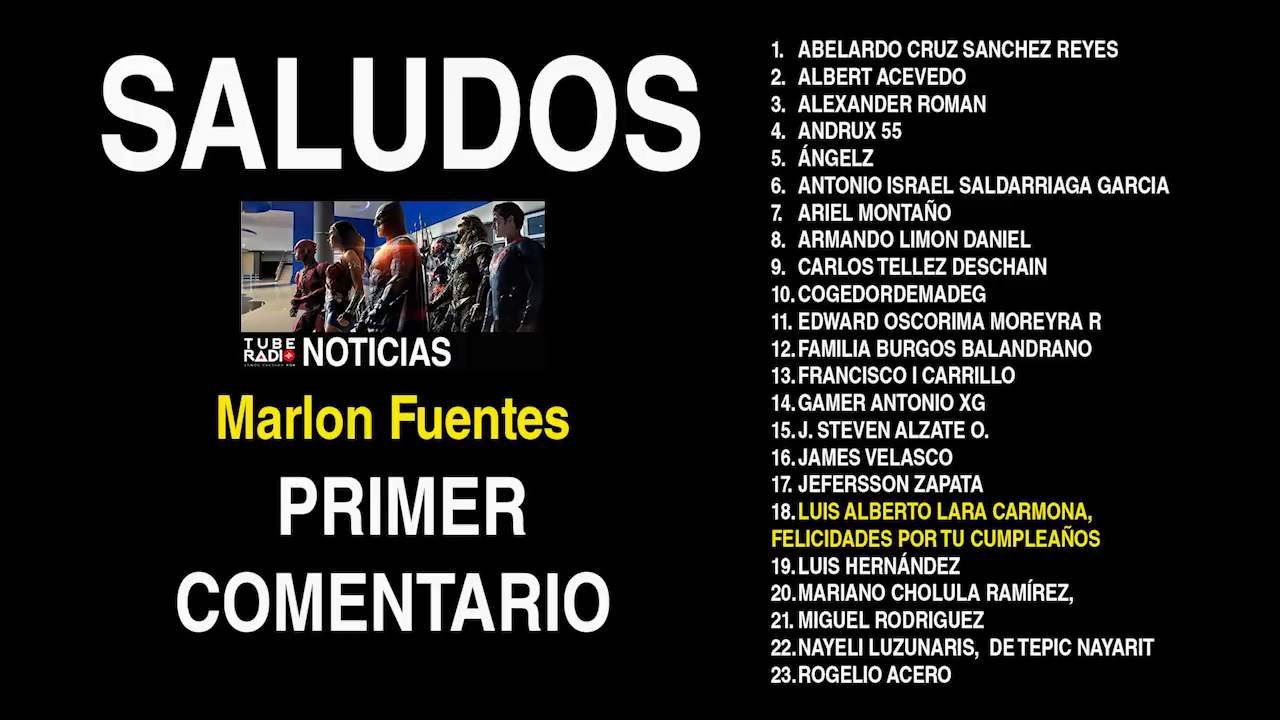 SALUDOS
TUBE
RADIO
SOMOS CULTURA POP
NOTICIAS
Marlon Fuentes
PRIMER
COMENTARIO
1. ABELARDO CRUZ SANCHEZ REYES
2. ALBERT ACEVEDO
3. ALEXANDER ROMAN
4. ANDRUX 55
5. ÁNGELZ
6. ANTONIO ISRAEL SALDARRIAGA GARCIA
7. ARIEL MONTAÑO
8. ARMANDO LIMON DANIEL
9. CARLOS TELLEZ DESCHAIN
10. COGEDORDEMADEG
11. EDWARD OSCORIMA MOREYRA R
12. FAMILIA BURGOS BALANDRANO
13. FRANCISCO I CARRILLO
14. GAMER ANTONIO XG
15. J. STEVEN ALZATE O.
16. JAMES VELASCO
17. JEFERSSON ZAPATA
18. LUIS ALBERTO LARA CARMONA,
FELICIDADES POR TU CUMPLEAÑOS
19. LUIS HERNÁNDEZ
20. MARIANO CHOLULA RAMÍREZ,
21. MIGUEL RODRIGUEZ
22. NAYELI LUZUNARIS, DE TEPIC NAYARIT
23. ROGELIO ACERO